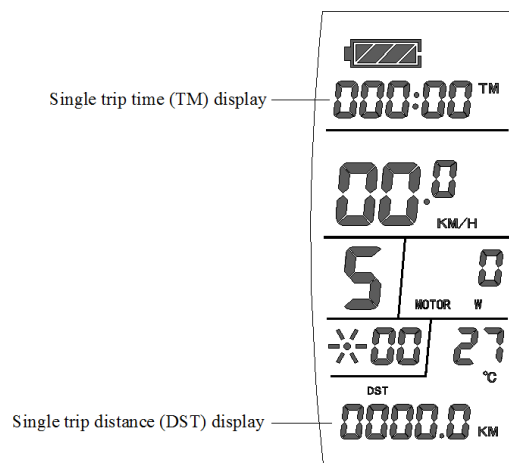 Single trip time (TM) display
000:00 TM
00.0
KM/H
5
0
MOTOR W
00
27
°C
DST
Single trip distance (DST) display
0000.0 KM